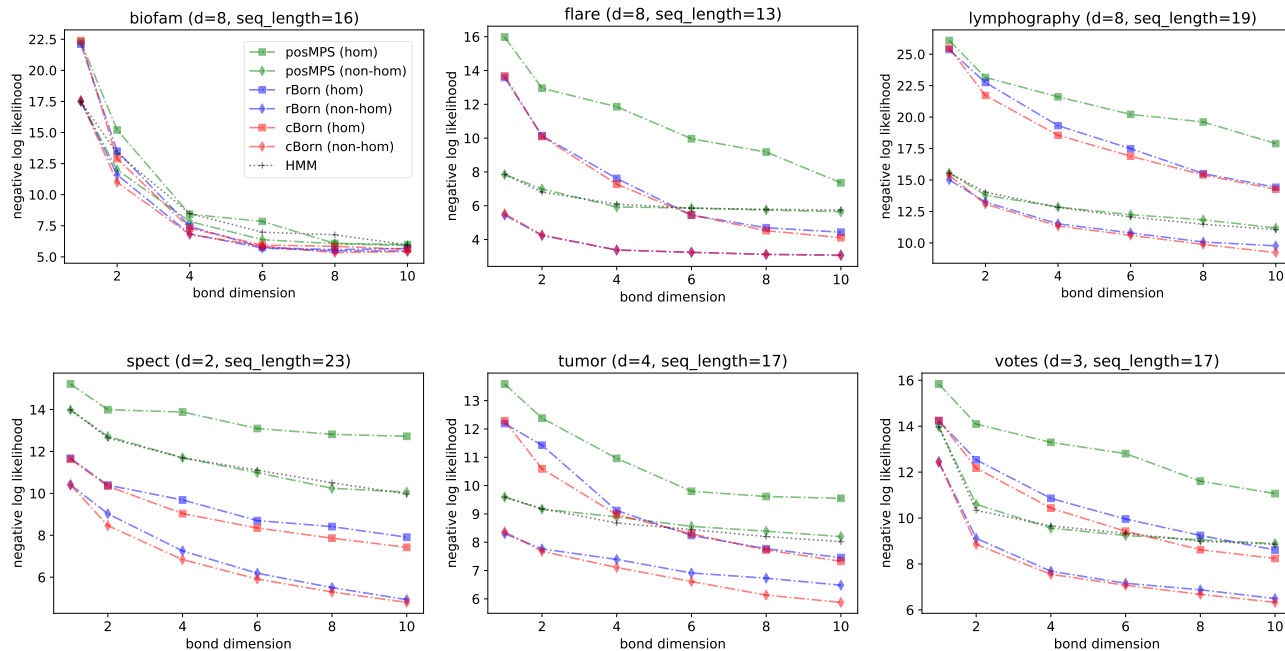 biofam (d=8, seq_length=16)
negative log likelihood
22.5
20.0
17.5
15.0
12.5
10.0
7.5
5.0
2 4 6 8 10
bond dimension
posMPS (hom)
posMPS (non-hom)
rBorn (hom)
rBorn (non-hom)
cBorn (hom)
cBorn (non-hom)
HMM
flare (d=8, seq_length=13)
negative log likelihood
16
14
12
10
8
6
4
2 4 6 8 10
bond dimension
lymphography (d=8, seq_length=19)
negative log likelihood
25.0
22.5
20.0
17.5
15.0
12.5
10.0
2 4 6 8 10
bond dimension
spect (d=2, seq_length=23)
negative log likelihood
14
12
10
8
6
2 4 6 8 10
bond dimension
tumor (d=4, seq_length=17)
negative log likelihood
13
12
11
10
9
8
7
6
2 4 6 8 10
bond dimension
votes (d=3, seq_length=17)
negative log likelihood
16
14
12
10
8
6
2 4 6 8 10
bond dimension